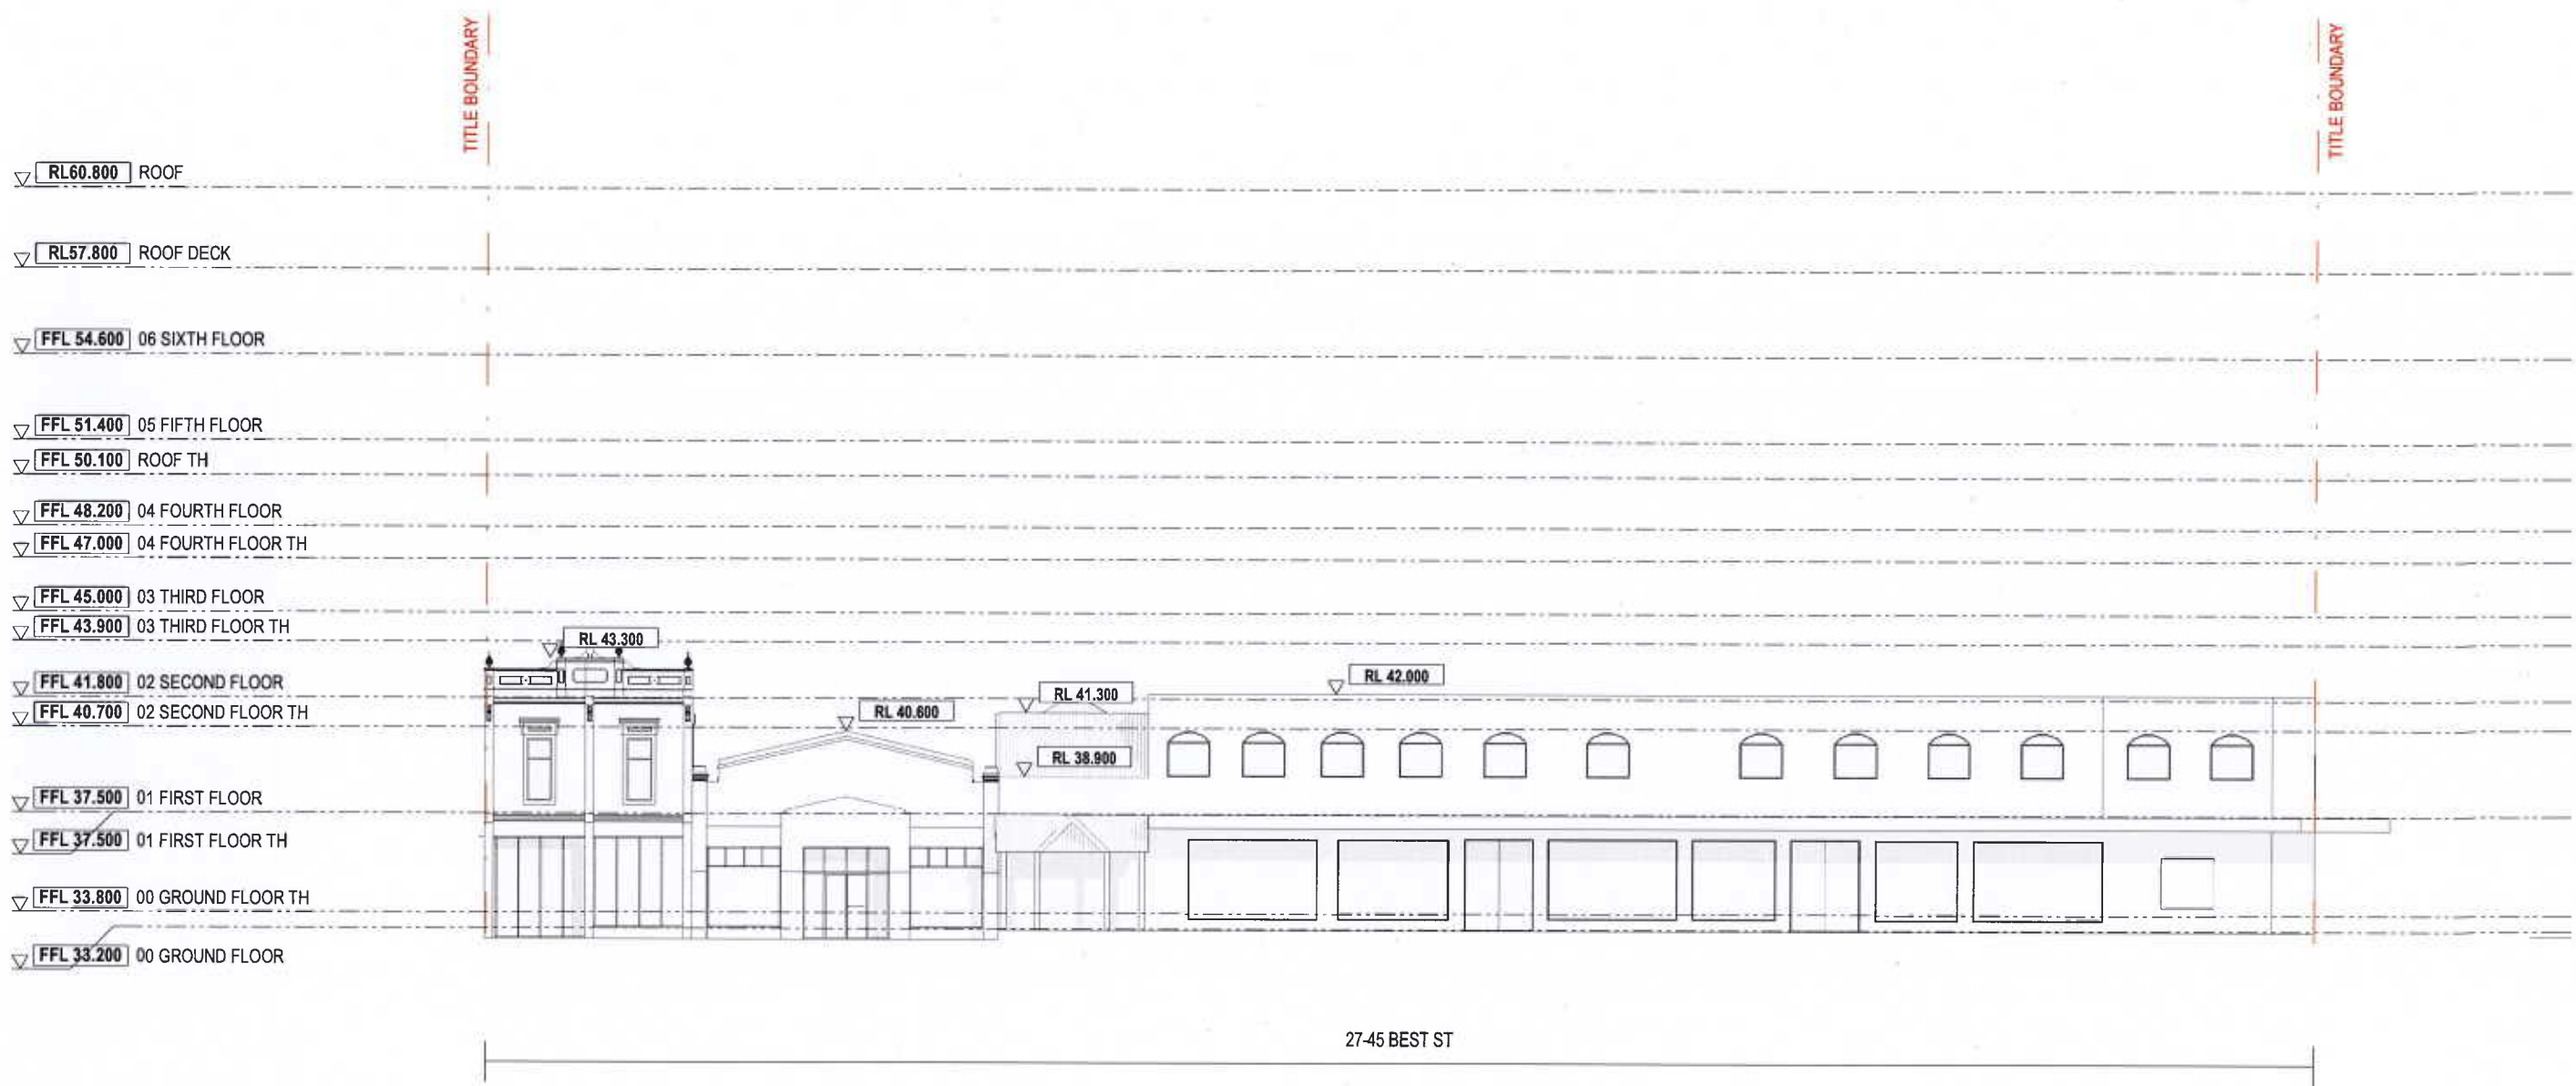 TITLE BOUNDARY
TITLE BOUNDARY
RL60.800 ROOF
RL57.800 ROOF DECK
FFL 54.600 06 SIXTH FLOOR
FFL 51.400 05 FIFTH FLOOR
FFL 50.100 ROOF TH
FFL 48.200 04 FOURTH FLOOR
FFL 47.000 04 FOURTH FLOOR TH
FFL 45.000 03 THIRD FLOOR
FFL 43.900 03 THIRD FLOOR TH
RL 43.300
FFL 41.800 02 SECOND FLOOR
RL 42.000
RL 41.300
FFL 40.700 02 SECOND FLOOR TH
RL 40.600
RL 38.900
FFL 37.500 01 FIRST FLOOR
FFL 37.500 01 FIRST FLOOR TH
FFL 33.800 00 GROUND FLOOR TH
FFL 33.200 00 GROUND FLOOR
27-45 BEST ST